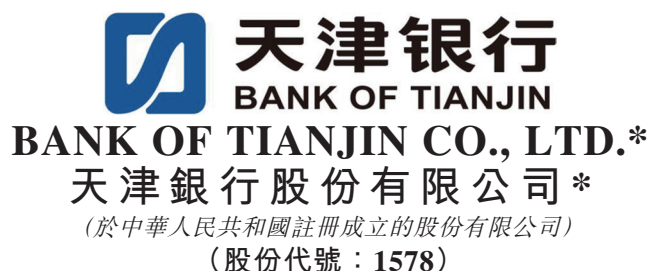 天津银行
BANK OF TIANJIN
BANK OF TIANJIN CO., LTD.*
天津銀行股份有限公司*
(於中華人民共和國註冊成立的股份有限公司)
(股份代號：1578)